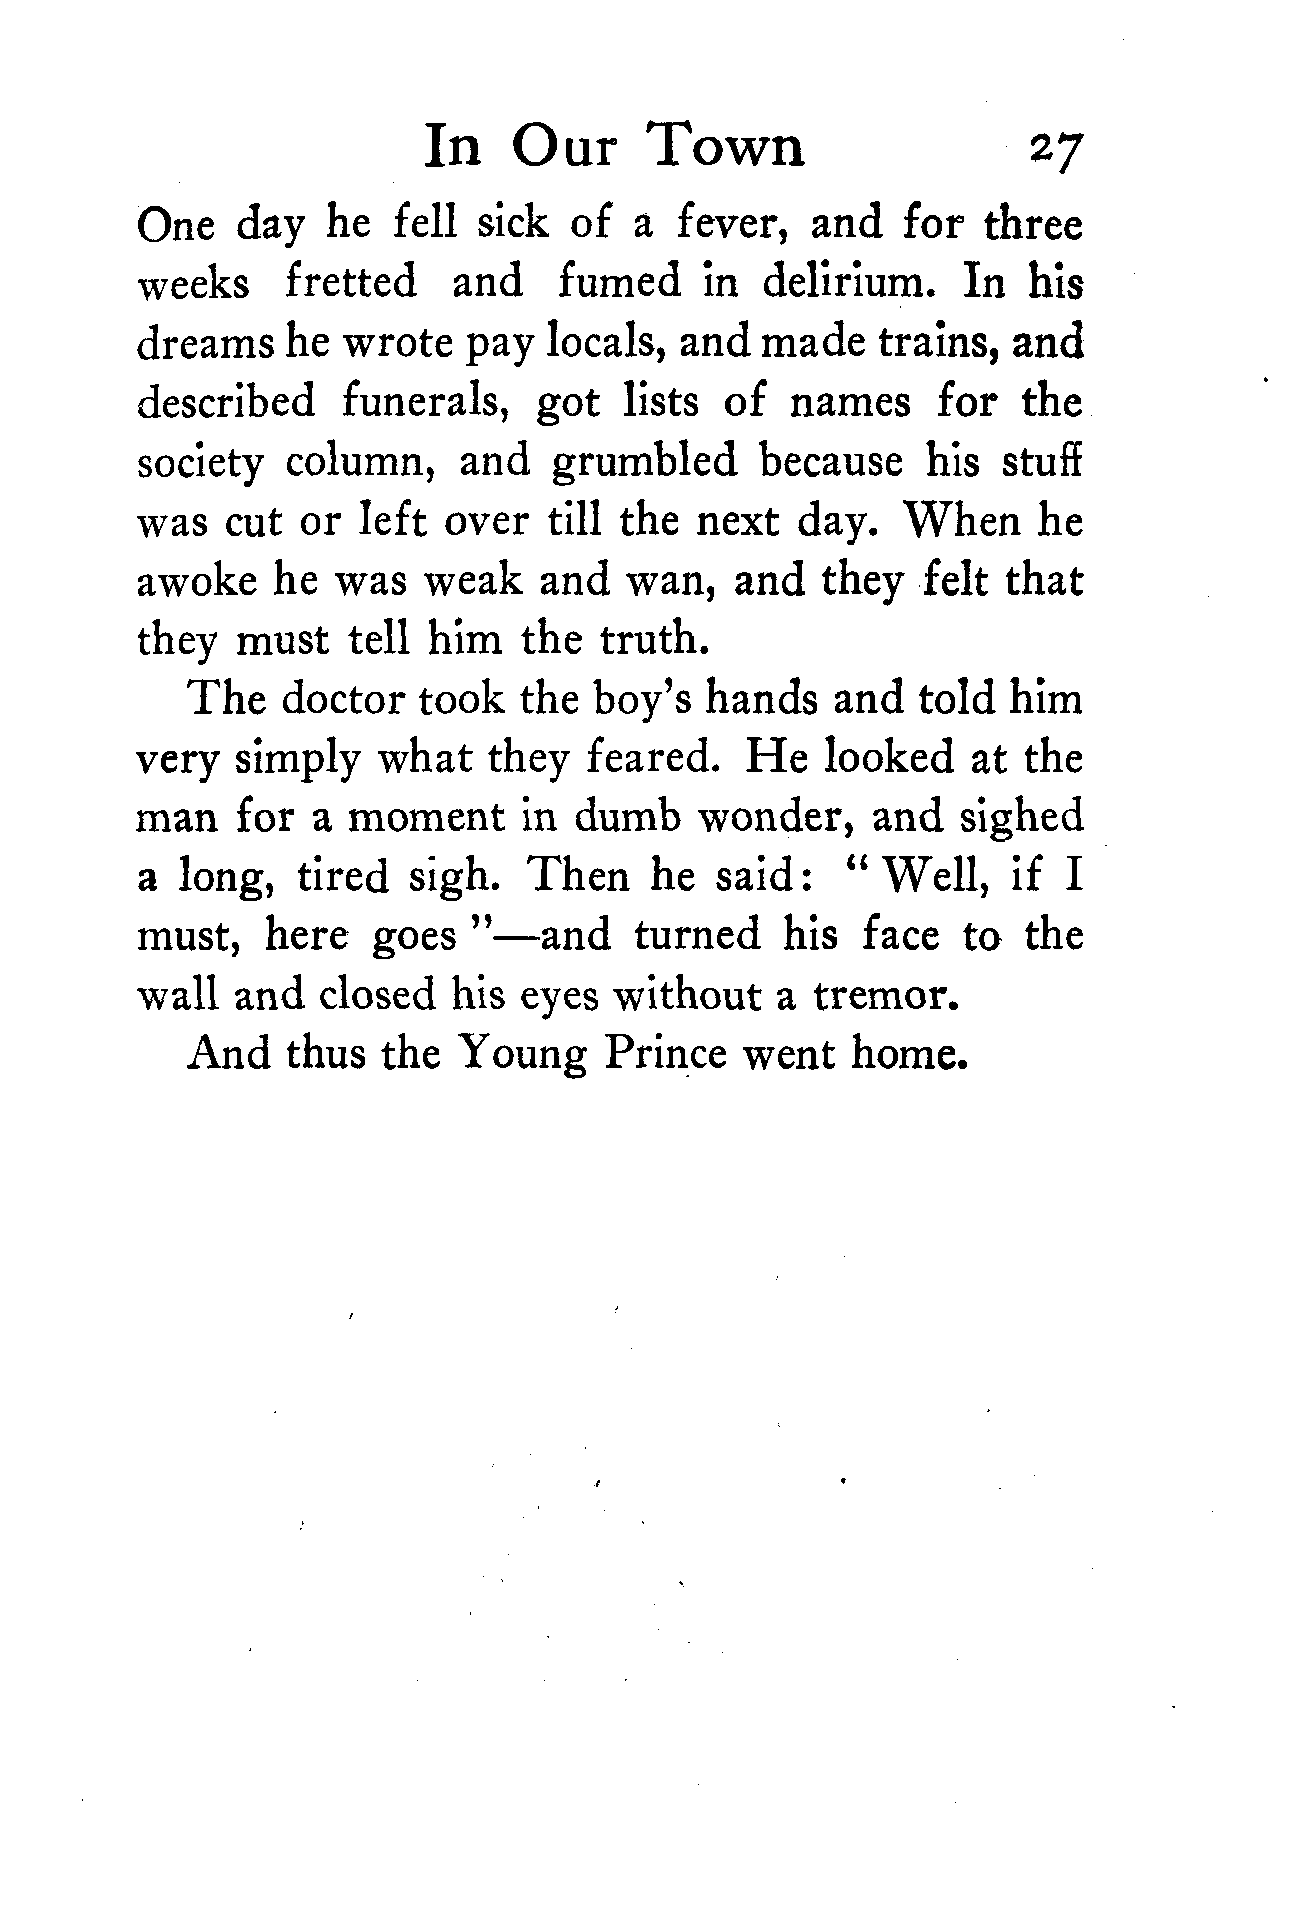 In Our Town 27
One day he fell sick of a fever, and for three
weeks fretted and fumed in delirium. In his
dreams he wrote pay locals, and made trains, and
described funerals, got lists of names for the
society column, and grumbled because his stuff
was cut or left over till the next day. When he
awoke he was weak and wan, and they felt that
they must tell him the truth.
The doctor took the boy's hands and told him
very simply what they feared. He looked at the
man for a moment in dumb wonder, and sighed
a long, tired sigh. Then he said: " Well, if I
must, here goes "—and turned his face to the
wall and closed his eyes without a tremor.
And thus the Young Prince went home.